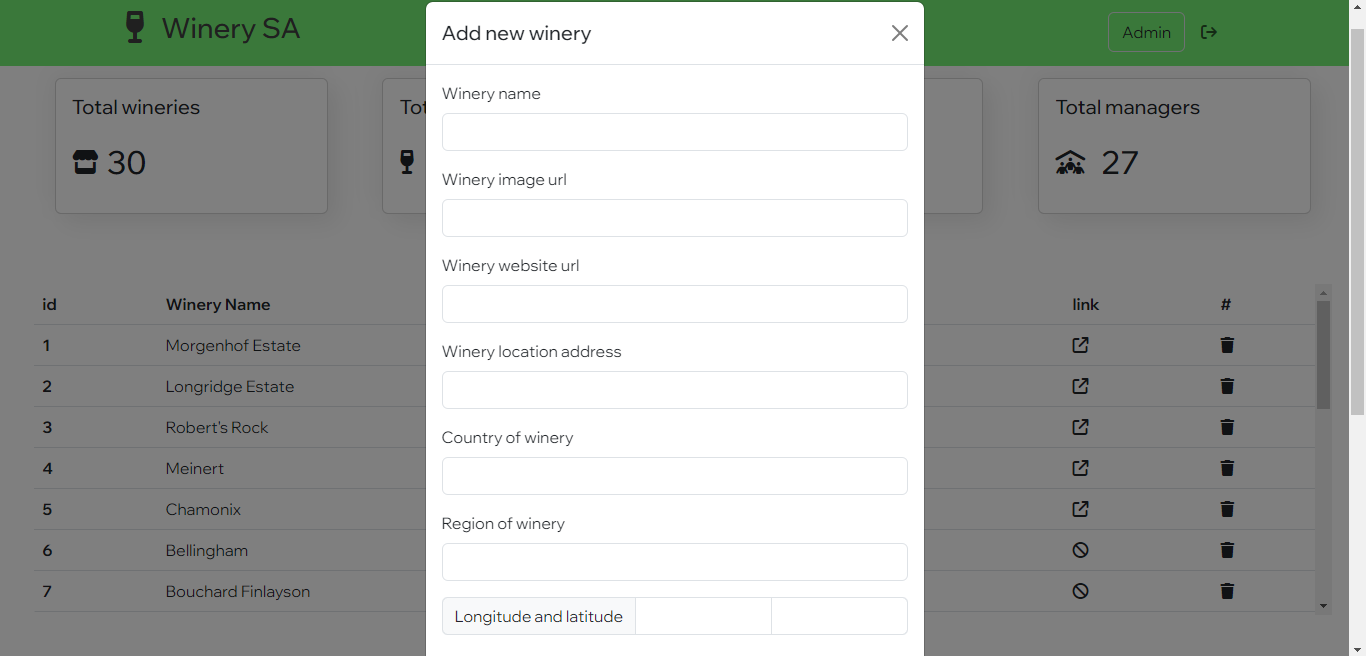 Winery SA
Add new winery
Admin
Total wineries
30
Tot
Total managers
27
Winery name
Winery image url
Winery website url
Winery location address
Country of winery
Region of winery
Longitude and latitude
id Winery Name link #
1 Morgenhof Estate
2 Longridge Estate
3 Robert's Rock
4 Meinert
5 Chamonix
6 Bellingham
7 Bouchard Finlayson